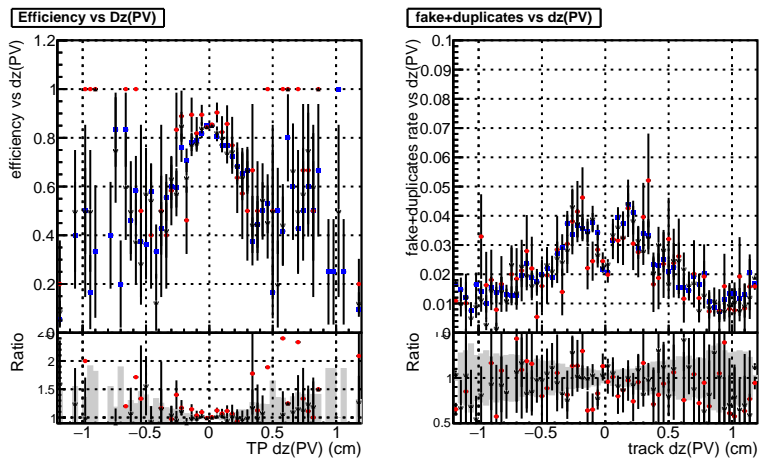 Efficiency vs Dz(PV)
efficiency vs dz(PV)
1.2
1
0.8
0.6
0.4
0.2
Ratio
2
1.5
1
−1 −0.5 0 0.5 1
TP dz(PV) (cm)
fake+duplicates vs dz(PV)
fake+duplicates rate vs dz(PV)
0.1
0.09
0.08
0.07
0.06
0.05
0.04
0.03
0.02
0.01
Ratio
1
0.5
−1 −0.5 0 0.5 1
track dz(PV) (cm)